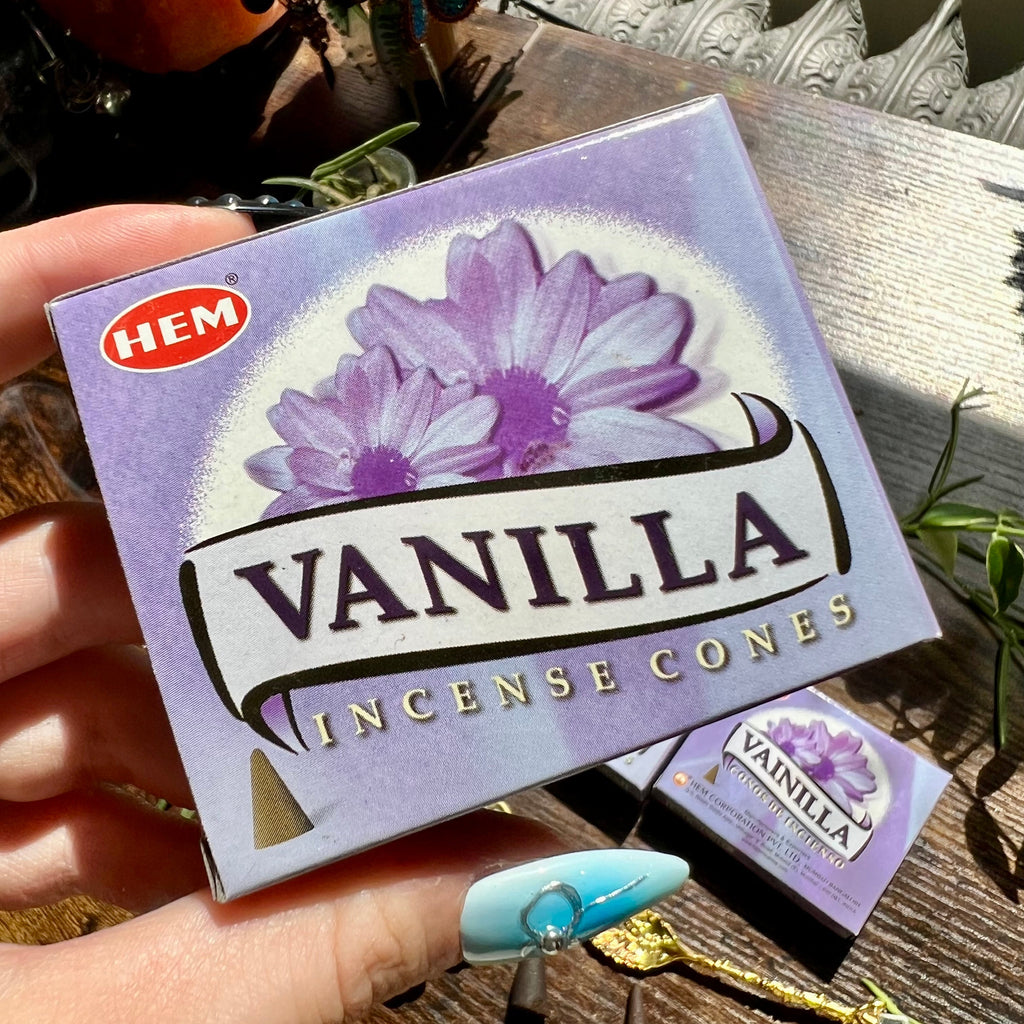 HEM®
VANILLA
INCENSE CONES
VAINILLA
CONOS DE INCIENSO
HEM CORPORATION PVT. LTD.